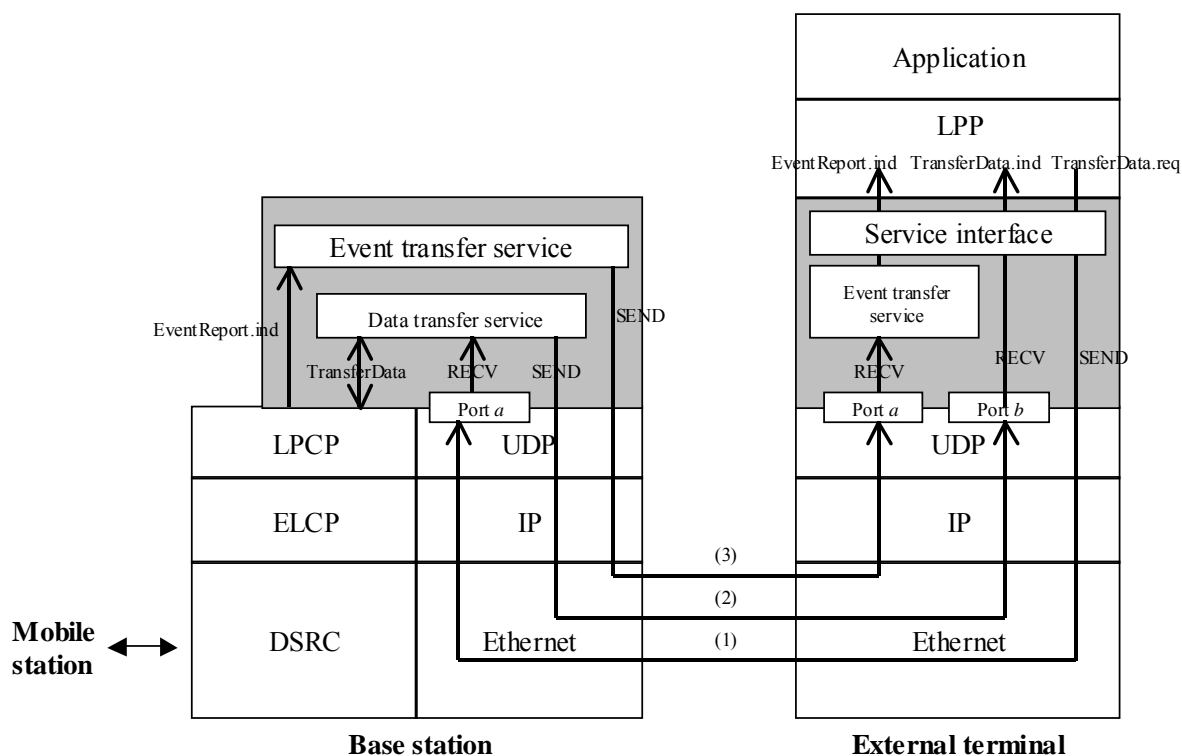 Application
LPP
EventReport.ind TransferData.ind TransferData.req
Event transfer service
Service interface
Event transfer
service
Data transfer service
EventReport.ind
SEND
TransferData
RECV
SEND
RECV
RECV
SEND
Port a
Port a
Port b
LPCP
UDP
UDP
ELCP
IP
IP
(3)
(2)
(1)
Mobile
station
DSRC
Ethernet
Ethernet
Base station
External terminal